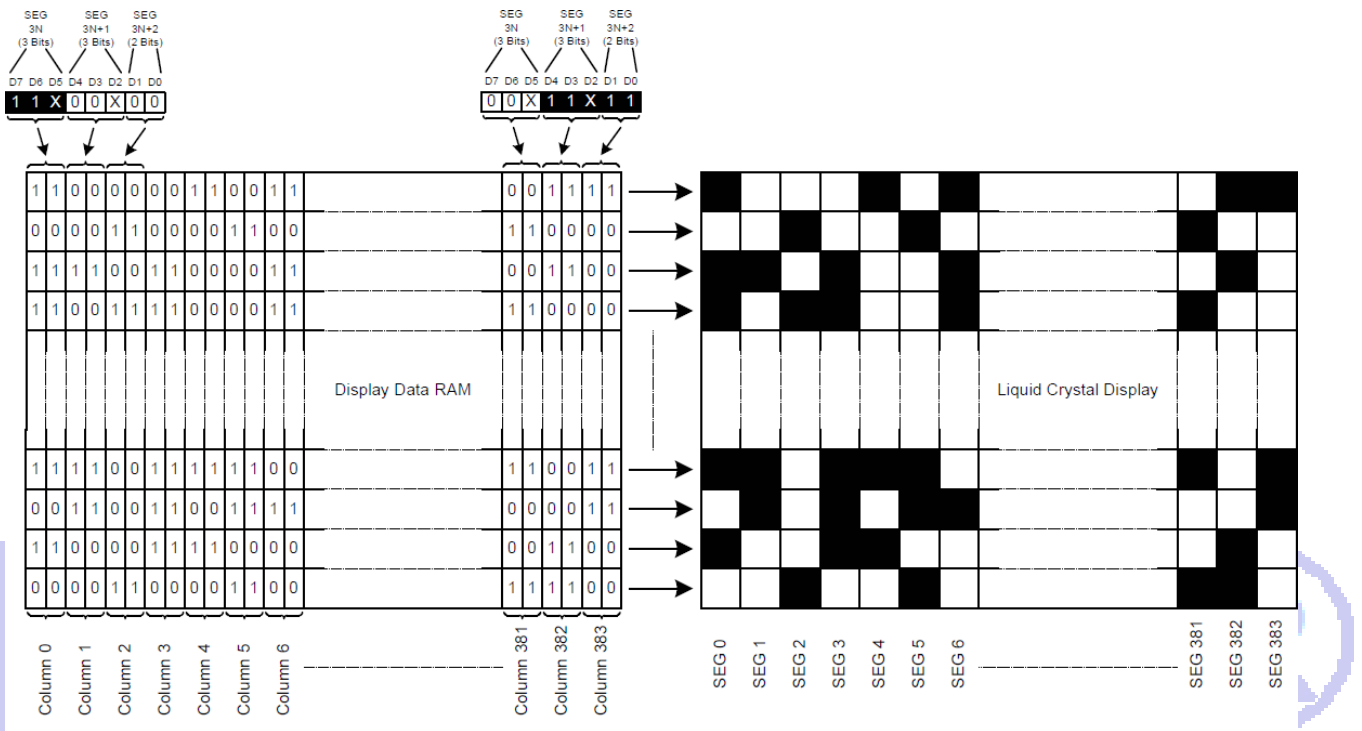 SEG SEG SEG
3N 3N+1 3N+2
(3 Bits) (3 Bits) (2 Bits)
D7 D6 D5 D4 D3 D2 D1 D0
1 1 X 0 0 X 0 0
SEG SEG SEG
3N 3N+1 3N+2
(3 Bits) (3 Bits) (2 Bits)
D7 D6 D5 D4 D3 D2 D1 D0
0 0 X 1 1 X 1 1
1 1 0 0 0 0 0 0 1 1 0 0 1 1 0 0 1 1 1 1
0 0 0 0 1 1 0 0 0 0 1 1 0 0 1 1 0 0 0 0
1 1 1 1 0 0 1 1 0 0 0 0 1 1 0 0 1 1 0 0
1 1 0 0 1 1 1 1 0 0 0 0 1 1 1 1 0 0 0 0
Display Data RAM
Liquid Crystal Display
1 1 1 1 0 0 1 1 1 1 1 1 0 0 1 1 0 0 1 1
0 0 1 1 0 0 1 1 0 0 1 1 1 1 0 0 0 0 1 1
1 1 0 0 0 0 1 1 1 1 0 0 0 0 0 0 1 1 0 0
0 0 0 0 1 1 0 0 0 0 1 1 0 0 1 1 1 1 0 0
Column 0
Column 1
Column 2
Column 3
Column 4
Column 5
Column 6
Column 381
Column 382
Column 383
SEG 0
SEG 1
SEG 2
SEG 3
SEG 4
SEG 5
SEG 6
SEG 381
SEG 382
SEG 383